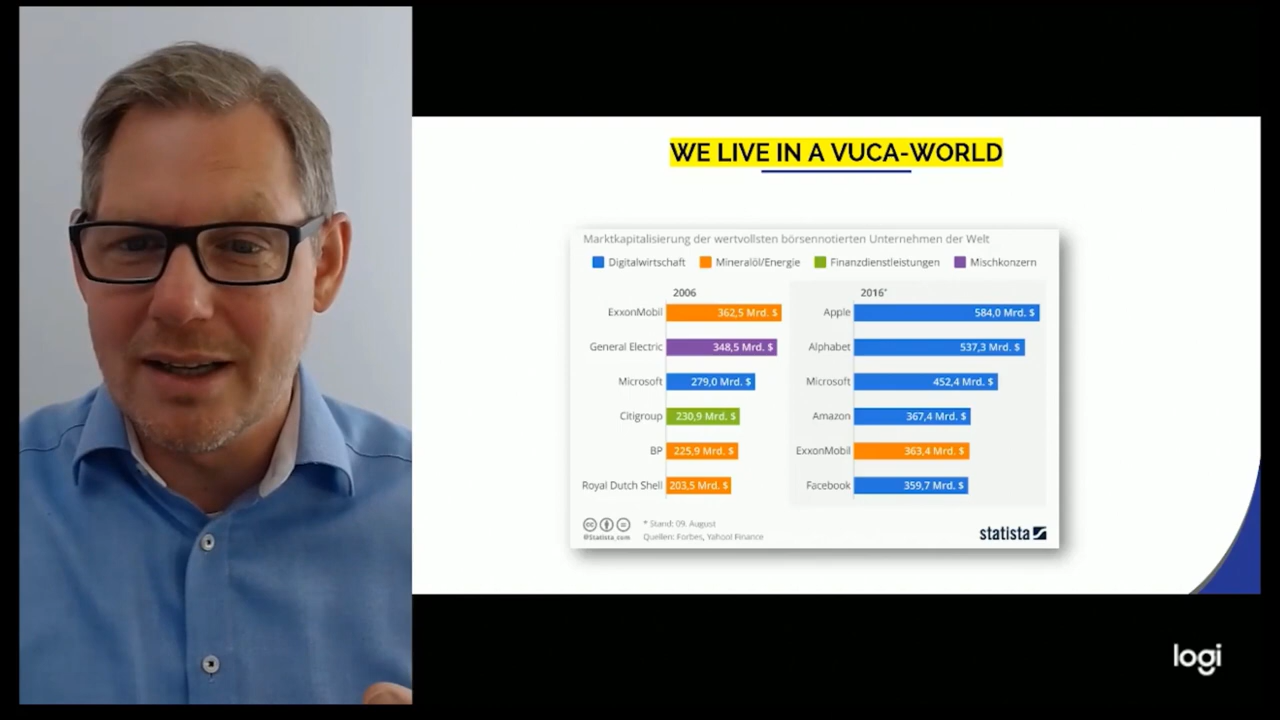 WE LIVE IN A VUCA-WORLD
Marktkapitalisierung der wertvollsten börsennotierten Unternehmen der Welt
Digitalwirtschaft Mineralöl/Energie Finanzdienstleistungen Mischkonzern
2006
ExxonMobil 362,5 Mrd. $
General Electric 348,5 Mrd. $
Microsoft 279,0 Mrd. $
Citigroup 230,9 Mrd. $
BP 225,9 Mrd. $
Royal Dutch Shell 203,5 Mrd. $
2016*
Apple 584,0 Mrd. $
Alphabet 537,3 Mrd. $
Microsoft 452,4 Mrd. $
Amazon 367,4 Mrd. $
ExxonMobil 363,4 Mrd. $
Facebook 359,7 Mrd. $
@Statista_com
* Stand: 09. August
Quellen: Forbes, Yahoo! Finance
statista
logi